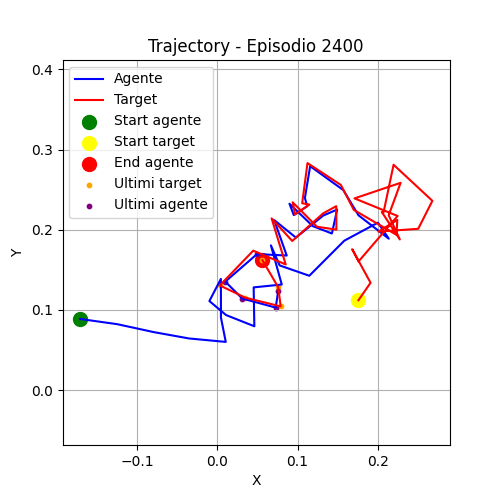 Trajectory - Episodio 2400
Agente
Target
Start agente
Start target
End agente
Ultimi target
Ultimi agente
Y
0.4
0.3
0.2
0.1
0.0
−0.1
0.0
0.1
0.2
X